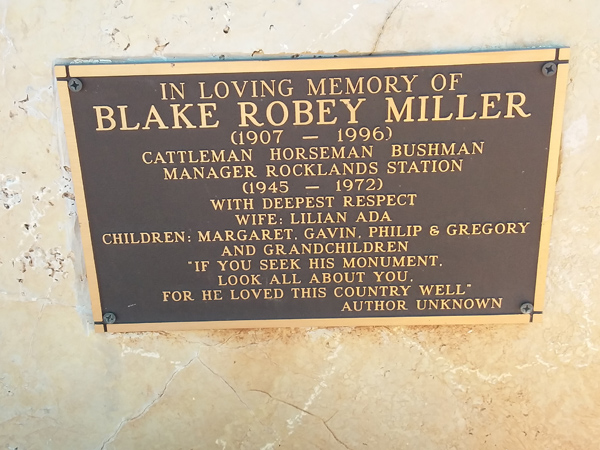 IN LOVING MEMORY OF
BLAKE ROBEY MILLER
(1907 — 1996)
CATTLEMAN HORSEMAN BUSHMAN
MANAGER ROCKLANDS STATION
(1945 — 1972)
WITH DEEPEST RESPECT
WIFE: LILIAN ADA
CHILDREN: MARGARET, GAVIN, PHILIP & GREGORY
AND GRANDCHILDREN
"IF YOU SEEK HIS MONUMENT,
LOOK ALL ABOUT YOU,
FOR HE LOVED THIS COUNTRY WELL"
AUTHOR UNKNOWN